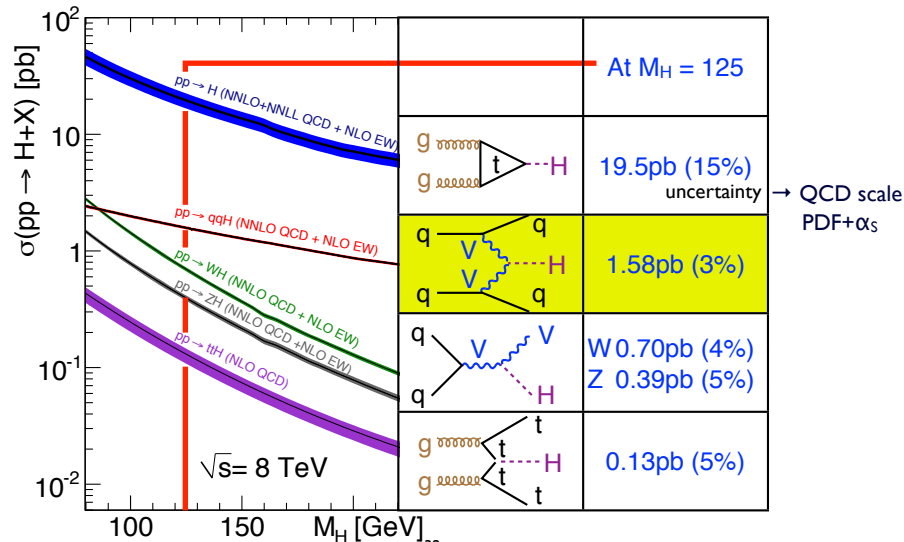 σ(pp → H+X) [pb]
10²
10
1
10⁻¹
10⁻²
pp → H (NNLO+NNLL QCD + NLO EW)
pp → qqH (NNLO QCD + NLO EW)
pp → WH (NNLO QCD + NLO EW)
pp → ZH (NNLO QCD +NLO EW)
pp → ttH (NLO QCD)
√s= 8 TeV
100 150 M_H [GeV]
At M_H = 125
g
g
t
H
19.5pb (15%)
uncertainty
→ QCD scale
PDF+α_S
q
q
V
V
H
q
q
1.58pb (3%)
q
q
V
V
H
W 0.70pb (4%)
Z 0.39pb (5%)
g
g
t
t
t
t
H
0.13pb (5%)